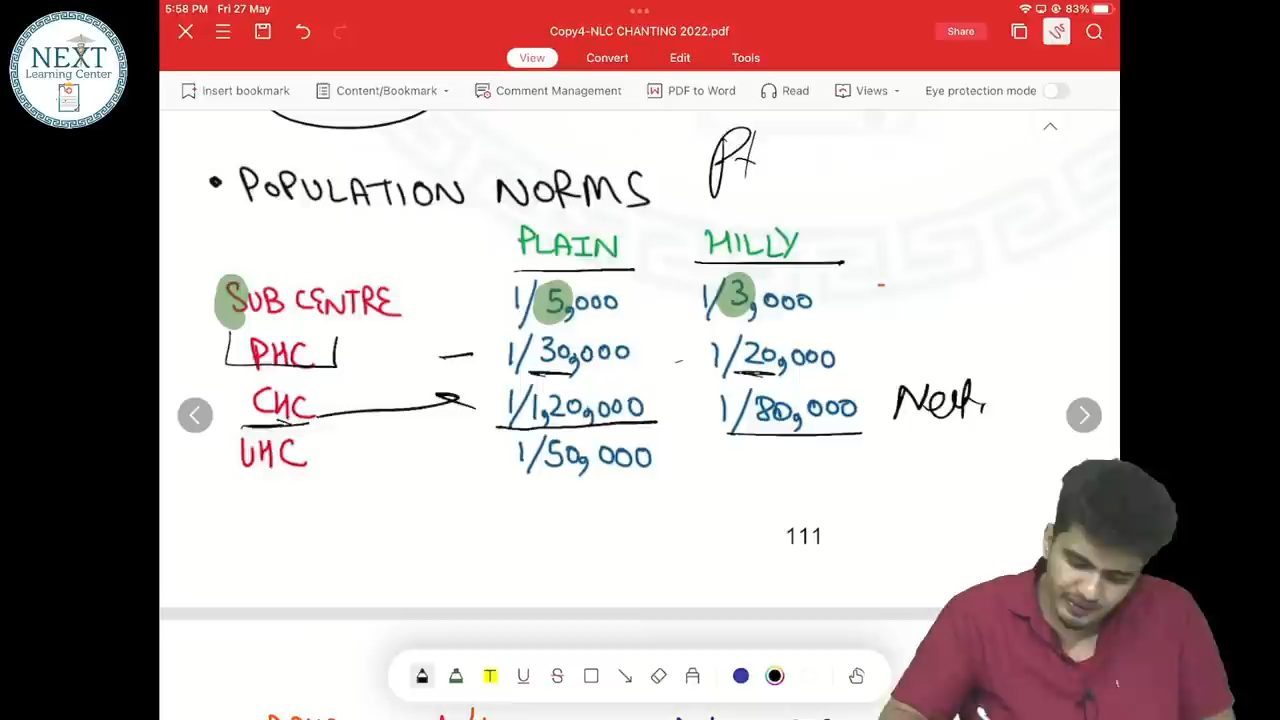 5:58 PM Fri 27 May
83%
NEXT
Learning Center
Copy4-NLC CHANTING 2022.pdf
Share
View Convert Edit Tools
Insert bookmark Content/Bookmark Comment Management PDF to Word Read Views Eye protection mode
• POPULATION NORMS
PLAIN HILLY
SUB CENTRE 1/5,000 1/3,000
PHC 1/30,000 1/20,000
CHC 1/1,20,000 1/80,000
UHC 1/50,000
111
T U S